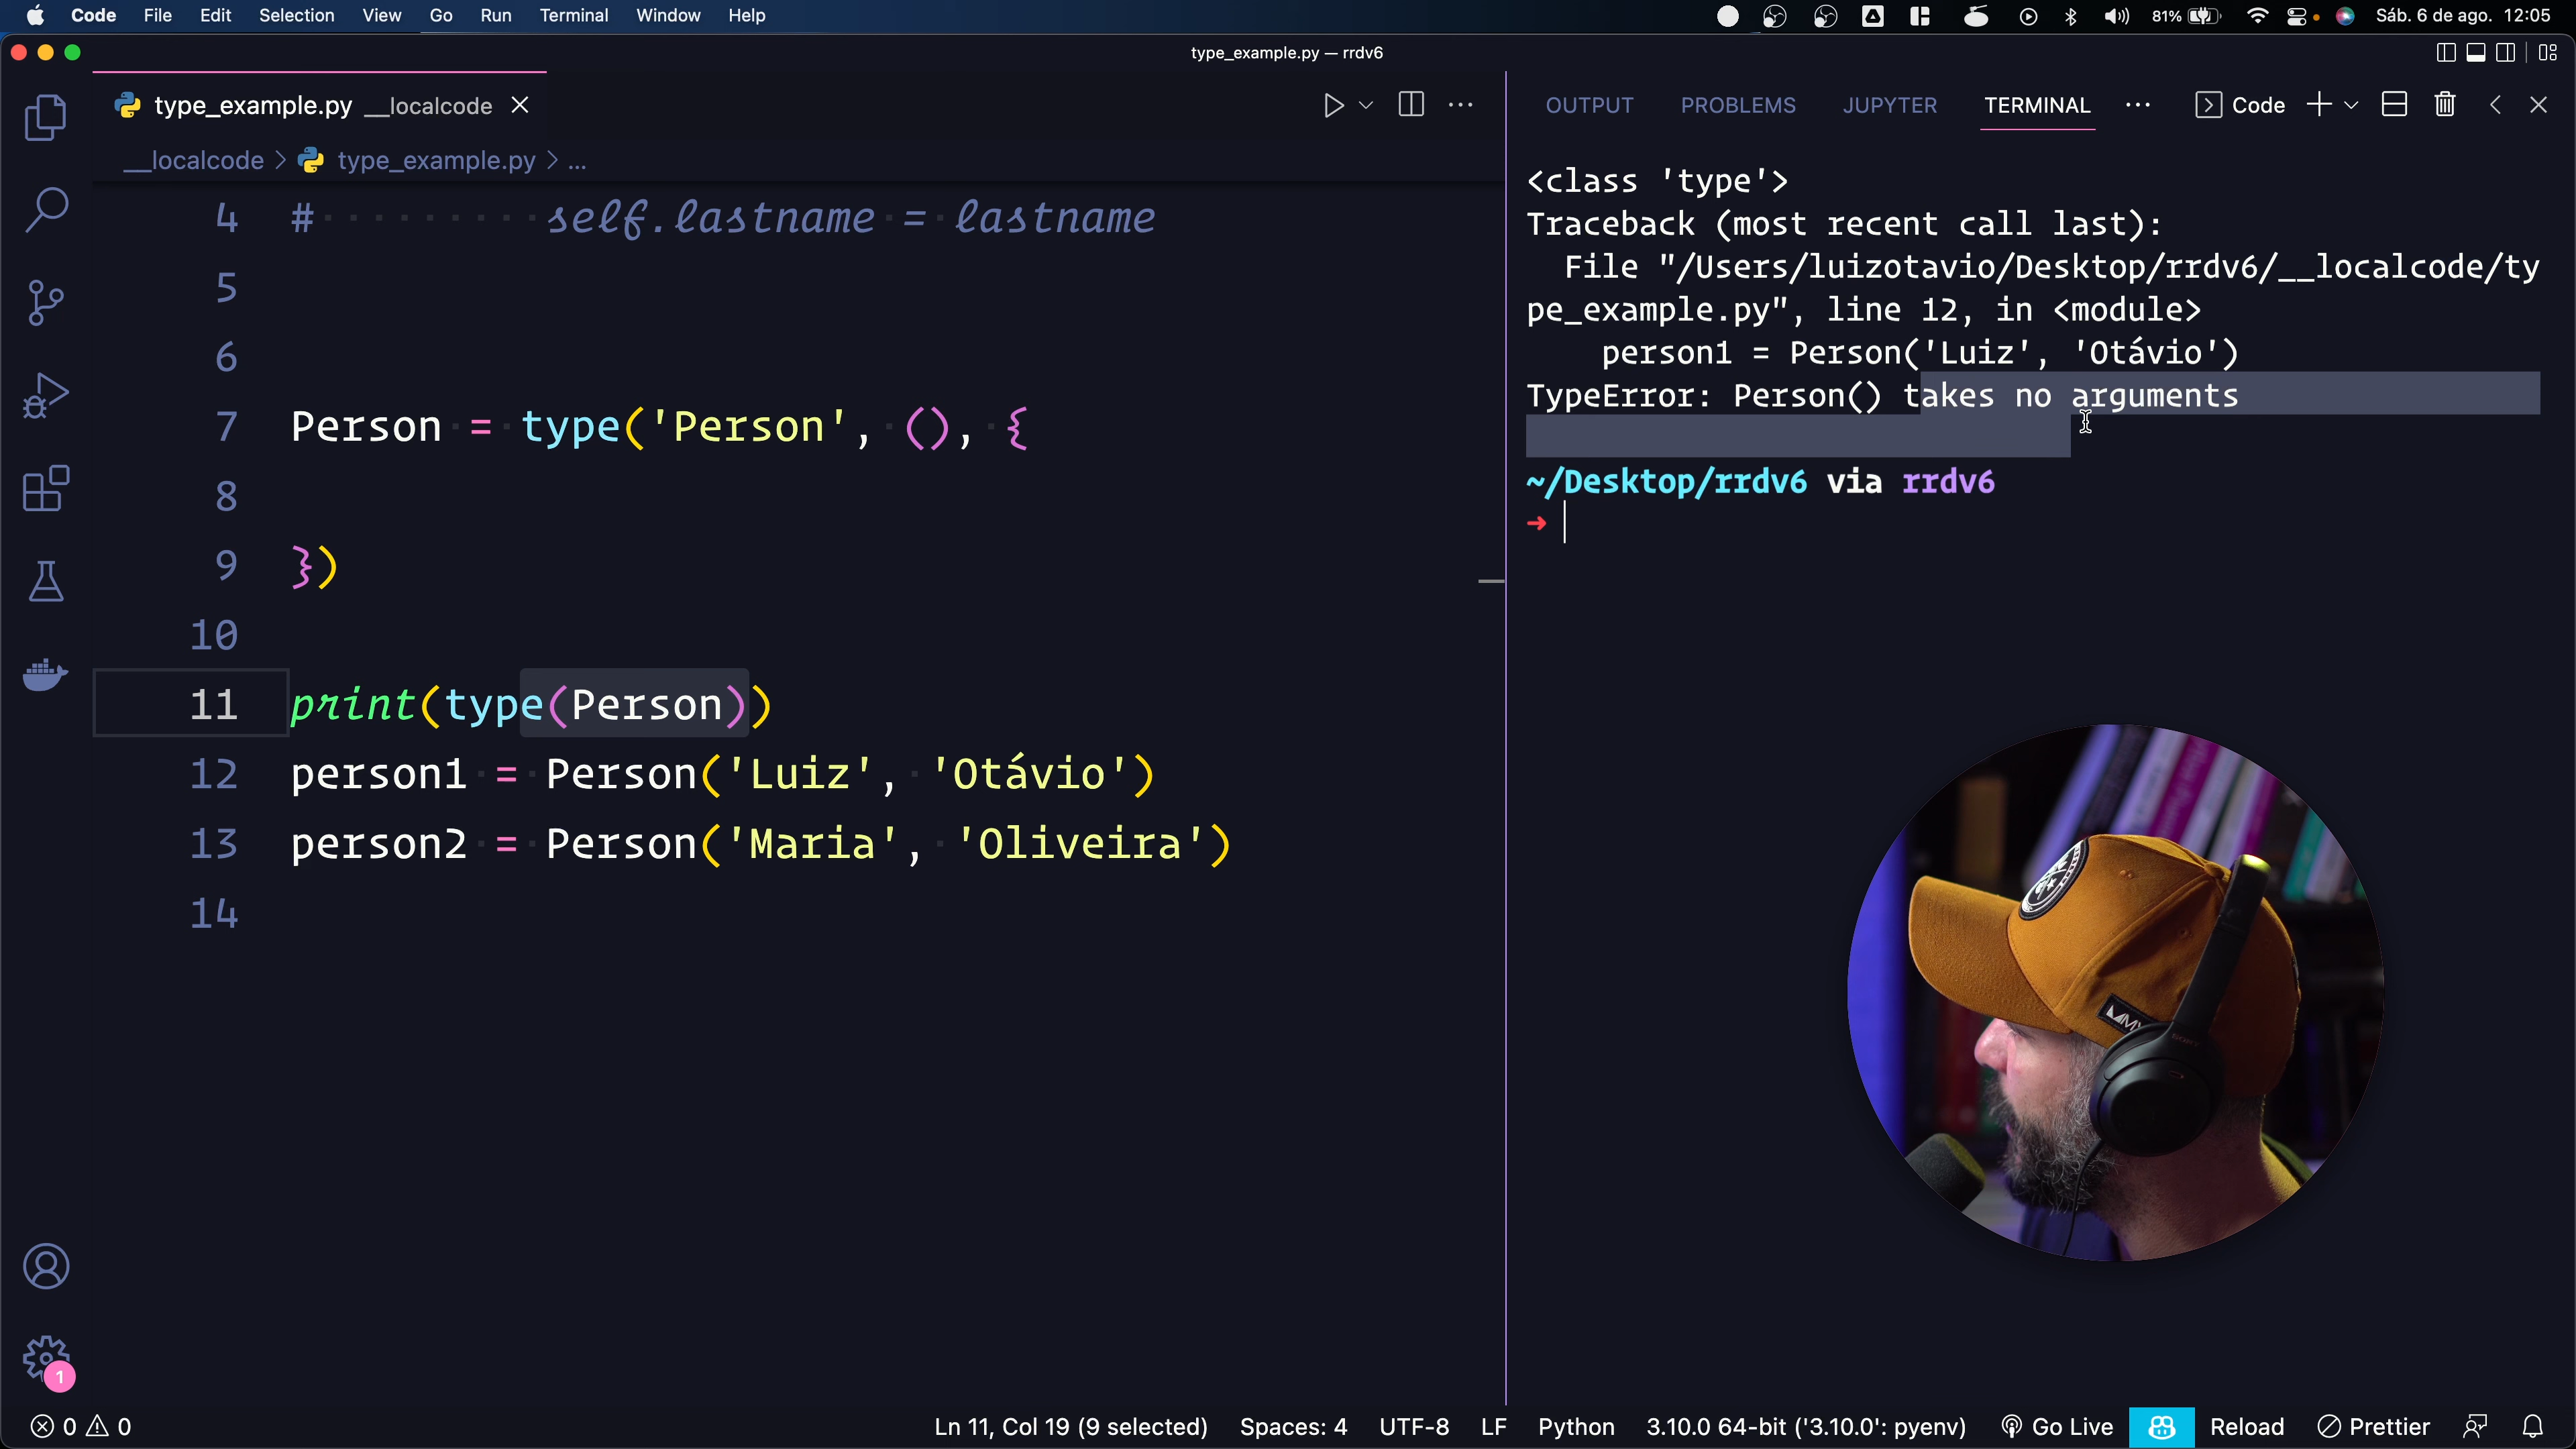 Code File Edit Selection View Go Run Terminal Window Help 81% Sáb. 6 de ago. 12:05
type_example.py — rrdv6
type_example.py __localcode
__localcode > type_example.py > ...
4 # self.lastname = lastname
5
6
7 Person = type('Person', (), {
8
9 })
10
11 print(type(Person))
12 person1 = Person('Luiz', 'Otávio')
13 person2 = Person('Maria', 'Oliveira')
14
OUTPUT PROBLEMS JUPYTER TERMINAL ... Code
<class 'type'>
Traceback (most recent call last):
File "/Users/luizotavio/Desktop/rrdv6/__localcode/ty
pe_example.py", line 12, in <module>
person1 = Person('Luiz', 'Otávio')
TypeError: Person() takes no arguments
~/Desktop/rrdv6 via rrdv6
➜
1
0 0 Ln 11, Col 19 (9 selected) Spaces: 4 UTF-8 LF Python 3.10.0 64-bit ('3.10.0': pyenv) Go Live Reload Prettier